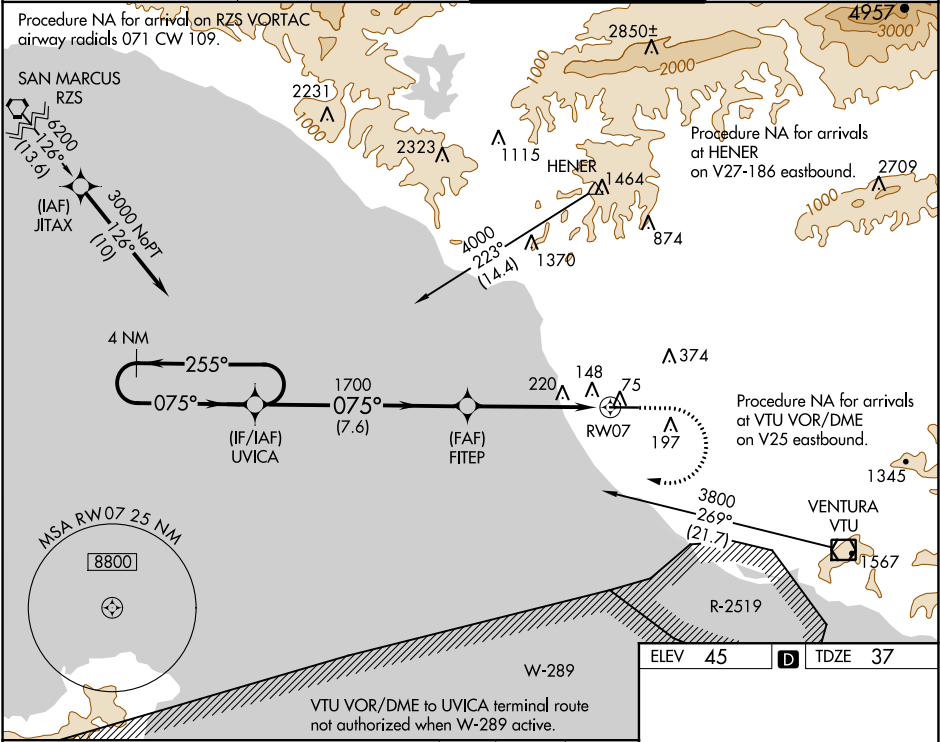 Procedure NA for arrival on RZS VORTAC
airway radials 071 CW 109.
4957
3000
2850±
2000
1000
SAN MARCUS
RZS
6200
126°
(13.6)
2231
1000
2323
1115
Procedure NA for arrivals
at HENER
on V27-186 eastbound.
HENER
1464
2709
1000
(IAF)
JITAX
3000 NoPT
126°
(10)
4000
223°
(14.4)
1370
874
4 NM
255°
075°
1700
075°
(7.6)
(IF/IAF)
UVICA
(FAF)
FITEP
220
148
75
374
RW07
197
Procedure NA for arrivals
at VTU VOR/DME
on V25 eastbound.
1345
3800
269°
(21.7)
VENTURA
VTU
1567
MSA RW07 25 NM
8800
R-2519
W-289
VTU VOR/DME to UVICA terminal route
not authorized when W-289 active.
ELEV 45 D TDZE 37